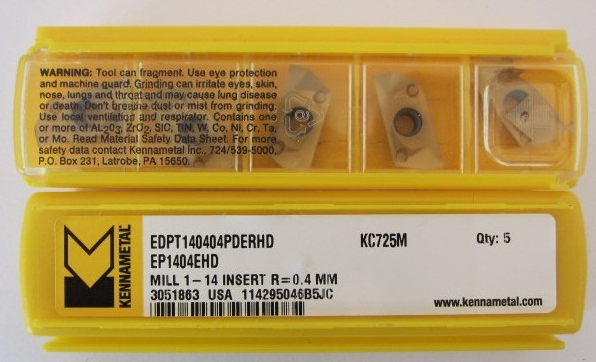 WARNING: Tool can fragment. Use eye protection
and machine guard. Grinding can irritate eyes, skin,
nose, lungs and throat and may cause lung disease
or death. Don't breathe dust or mist from grinding.
Use local ventilation and respirator. Contains one
or more of AL2O3, ZrO2, SIC, TIN, W, Co, Ni, Cr, Ta,
or Mo. Read Material Safety Data Sheet. For more
safety data contact Kennametal Inc., 724/539-5000,
P.O. Box 231, Latrobe, PA 15650.
KENNAMETAL
EDPT140404PDERHD KC725M Qty: 5
EP1404EHD
MILL 1-14 INSERT R=0.4 MM
3051863 USA 114295046B5JC
www.kennametal.com